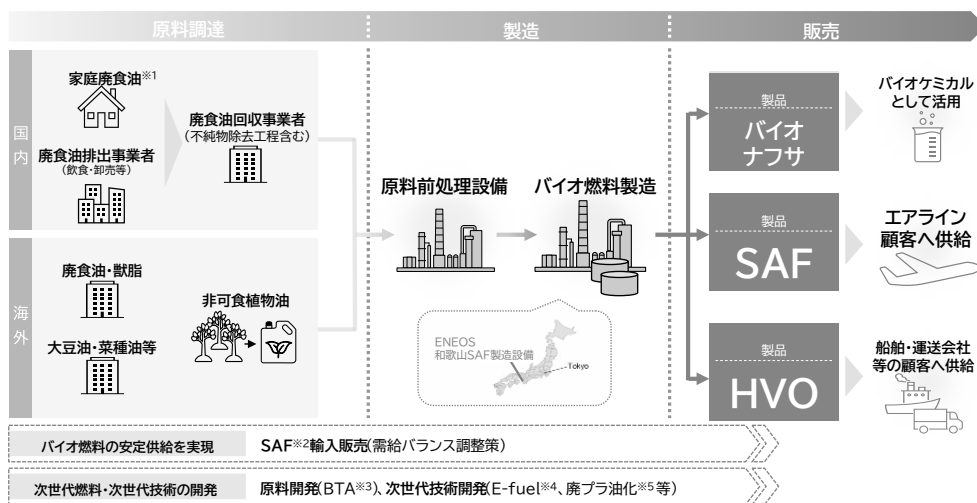 原料調達
製造
販売
国内
家庭廃食油※1
廃食油排出事業者
(飲食・卸売等)
廃食油回収事業者
(不純物除去工程含む)
海外
廃食油・獣脂
大豆油・菜種油等
非可食植物油
原料前処理設備
バイオ燃料製造
ENEOS
和歌山SAF製造設備
Tokyo
製品
バイオ
ナフサ
バイオケミカル
として活用
製品
SAF
エアライン
顧客へ供給
製品
HVO
船舶・運送会社
等の顧客へ供給
バイオ燃料の安定供給を実現
SAF※2輸入販売(需給バランス調整策)
次世代燃料・次世代技術の開発
原料開発(BTA※3)、次世代技術開発(E-fuel※4、廃プラ油化※5等)